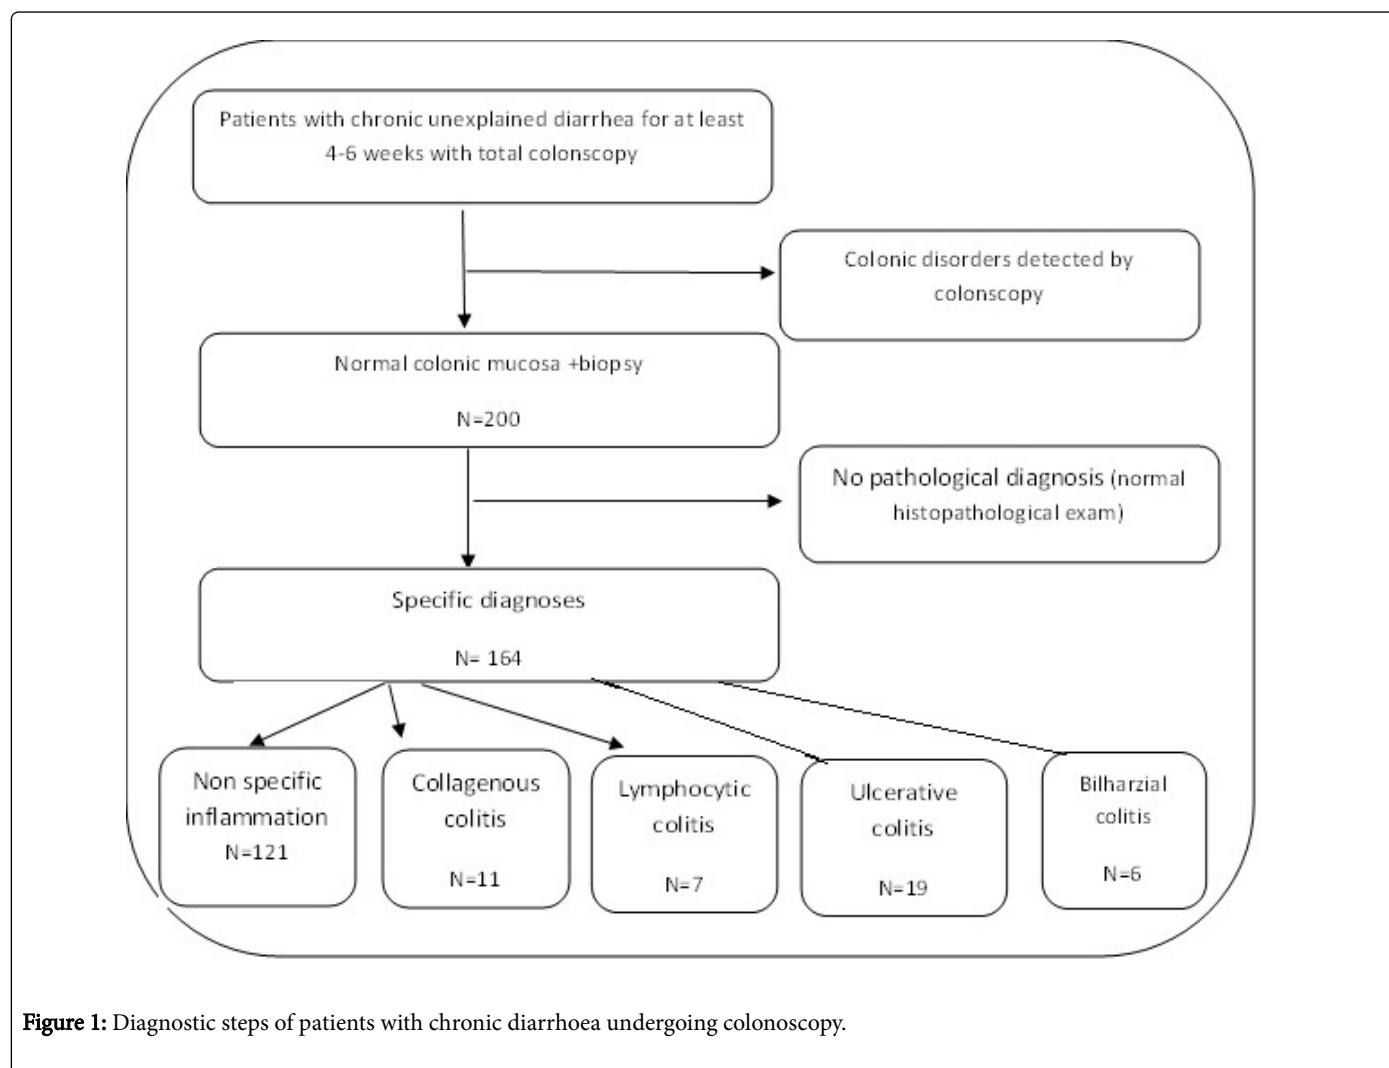 Patients with chronic unexplained diarrhea for at least
4-6 weeks with total colonscopy
Colonic disorders detected by
colonscopy
Normal colonic mucosa +biopsy
N=200
No pathological diagnosis (normal
histopathological exam)
Specific diagnoses
N= 164
Non specific
inflammation
N=121
Collagenous
colitis
N=11
Lymphocytic
colitis
N=7
Ulcerative
colitis
N=19
Bilharzial
colitis
N=6
Figure 1: Diagnostic steps of patients with chronic diarrhoea undergoing colonoscopy.